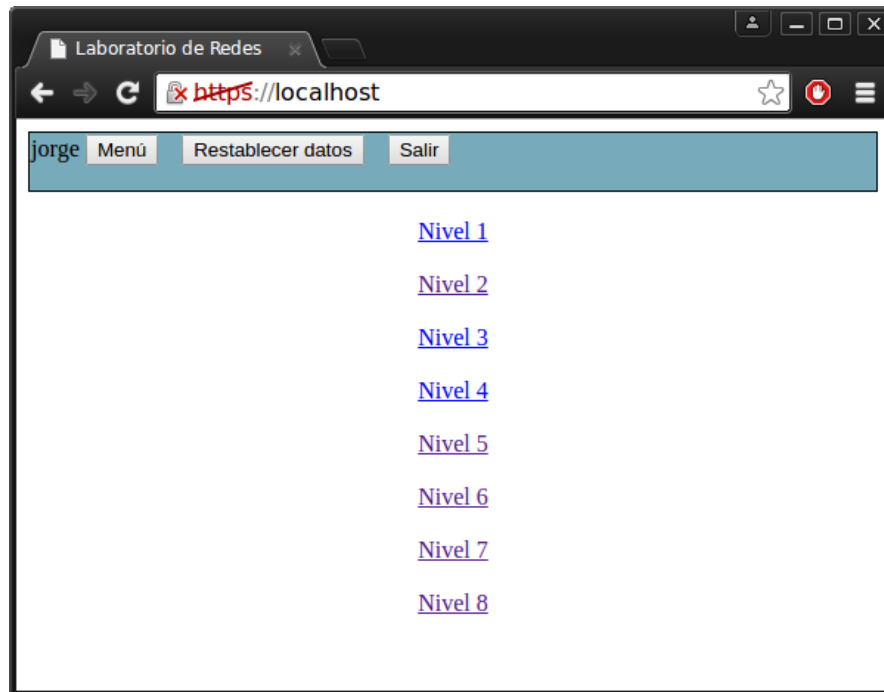 Laboratorio de Redes
https://localhost
jorge Menú Restablecer datos Salir
Nivel 1
Nivel 2
Nivel 3
Nivel 4
Nivel 5
Nivel 6
Nivel 7
Nivel 8